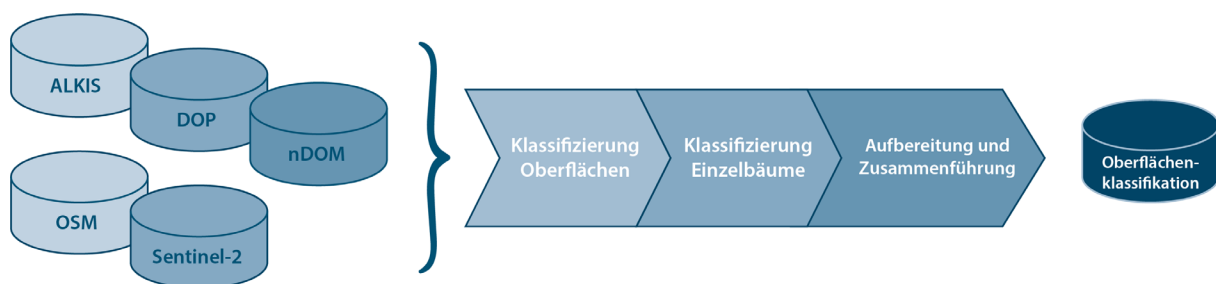 ALKIS
DOP
nDOM
OSM
Sentinel-2
Klassifizierung
Oberflächen
Klassifizierung
Einzelbäume
Aufbereitung und
Zusammenführung
Oberflächen-
klassifikation